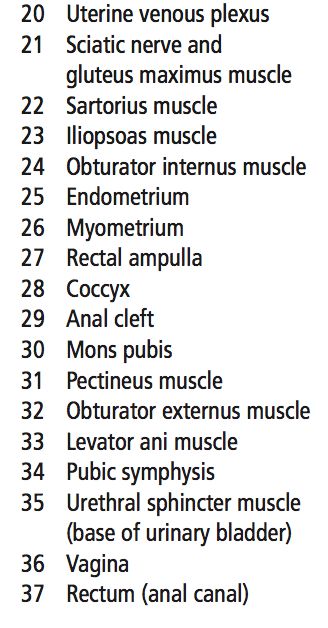 20 Uterine venous plexus
21 Sciatic nerve and
gluteus maximus muscle
22 Sartorius muscle
23 Iliopsoas muscle
24 Obturator internus muscle
25 Endometrium
26 Myometrium
27 Rectal ampulla
28 Coccyx
29 Anal cleft
30 Mons pubis
31 Pectineus muscle
32 Obturator externus muscle
33 Levator ani muscle
34 Pubic symphysis
35 Urethral sphincter muscle
(base of urinary bladder)
36 Vagina
37 Rectum (anal canal)